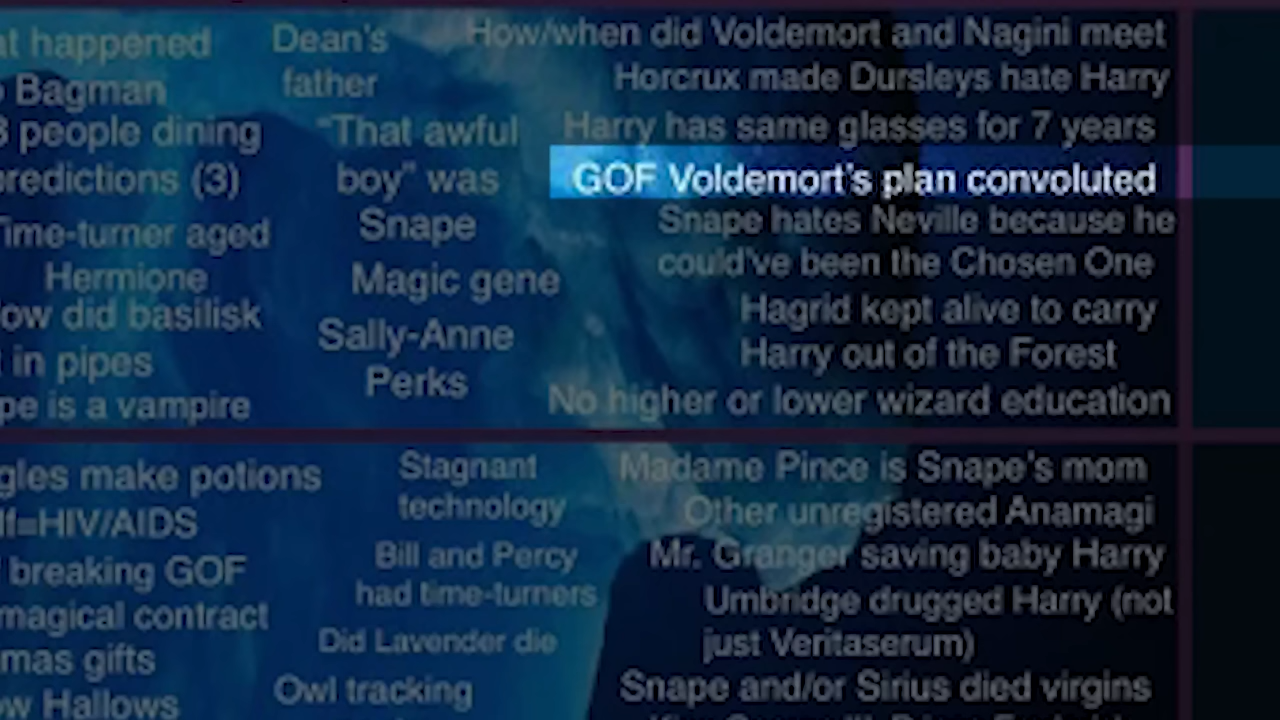 at happened
Bagman
people dining
predictions (3)
Time-turner aged
Hermione
How did basilisk
in pipes
pe is a vampire
Dean's
father
"That awful
boy" was
Snape
Magic gene
Sally-Anne
Perks
How/when did Voldemort and Nagini meet
Horcrux made Dursleys hate Harry
Harry has same glasses for 7 years
GOF Voldemort's plan convoluted
Snape hates Neville because he
could've been the Chosen One
Hagrid kept alive to carry
Harry out of the Forest
No higher or lower wizard education
gles make potions
lf=HIV/AIDS
breaking GOF
magical contract
mas gifts
ow Hallows
Stagnant
technology
Bill and Percy
had time-turners
Did Lavender die
Owl tracking
Madame Pince is Snape's mom
Other unregistered Anamagi
Mr. Granger saving baby Harry
Umbridge drugged Harry (not
just Veritaserum)
Snape and/or Sirius died virgins